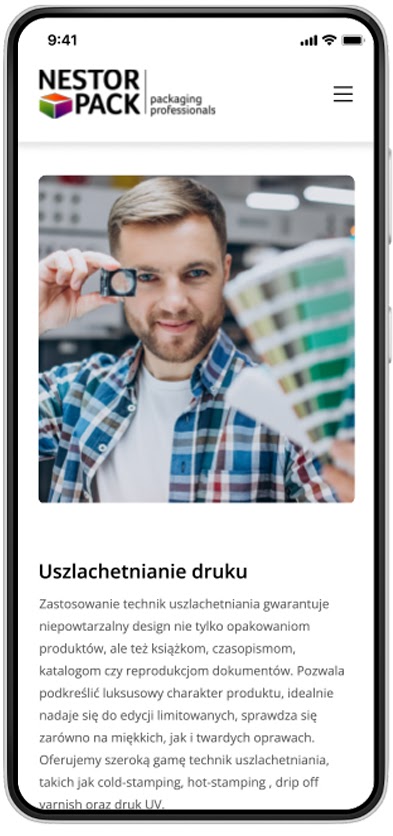 9:41
NESTOR
PACK
packaging
professionals
Uszlachetnianie druku
Zastosowanie technik uszlachetniania gwarantuje
niepowtarzalny design nie tylko opakowaniom
produktów, ale też książkom, czasopismom,
katalogom czy reprodukcjom dokumentów. Pozwala
podkreślić luksusowy charakter produktu, idealnie
nadaje się do edycji limitowanych, sprawdza się
zarówno na miękkich, jak i twardych oprawach.
Oferujemy szeroką gamę technik uszlachetniania,
takich jak cold-stamping, hot-stamping , drip off
varnish oraz druk UV.